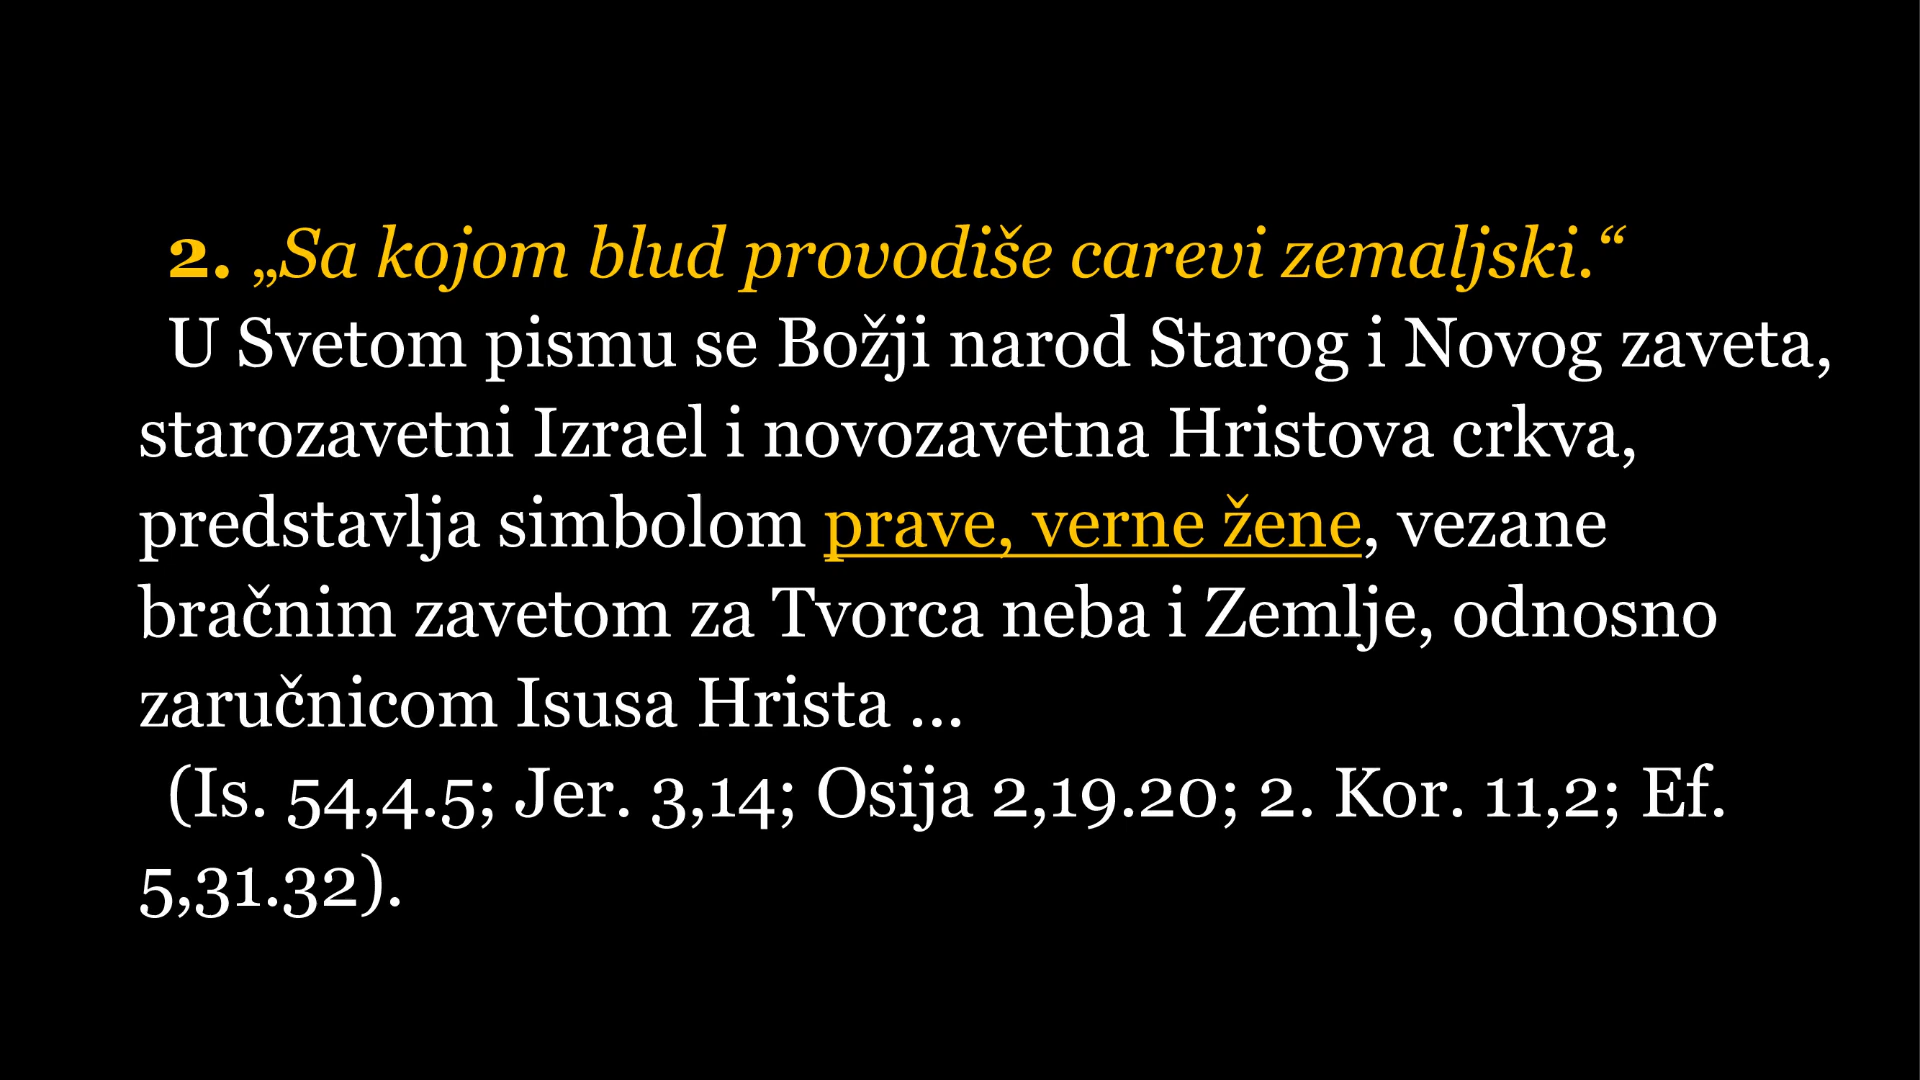 2. „Sa kojom blud provodiše carevi zemaljski.“
U Svetom pismu se Božji narod Starog i Novog zaveta,
starozavetni Izrael i novozavetna Hristova crkva,
predstavlja simbolom prave, verne žene, vezane
bračnim zavetom za Tvorca neba i Zemlje, odnosno
zaručnicom Isusa Hrista ...
(Is. 54,4.5; Jer. 3,14; Osija 2,19.20; 2. Kor. 11,2; Ef.
5,31.32).